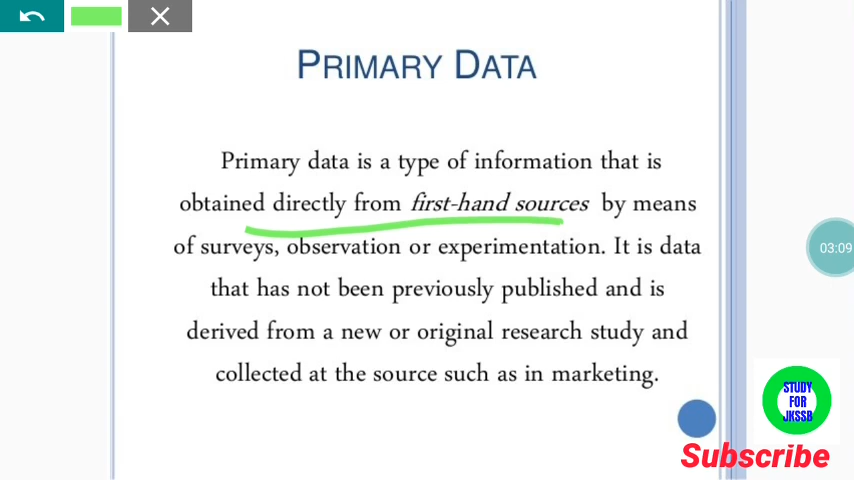 PRIMARY DATA
Primary data is a type of information that is
obtained directly from first-hand sources by means
of surveys, observation or experimentation. It is data
that has not been previously published and is
derived from a new or original research study and
collected at the source such as in marketing.
03:09
STUDY
FOR
JKSSB
Subscribe